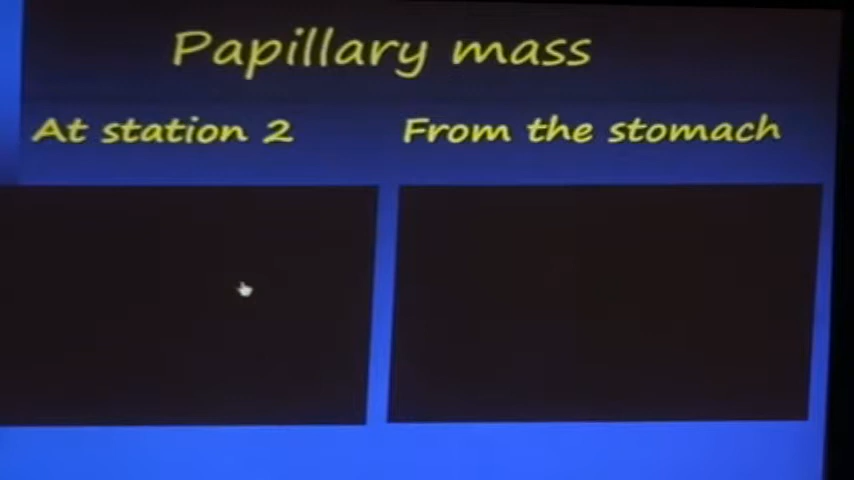 Papillary mass
At station 2
From the stomach